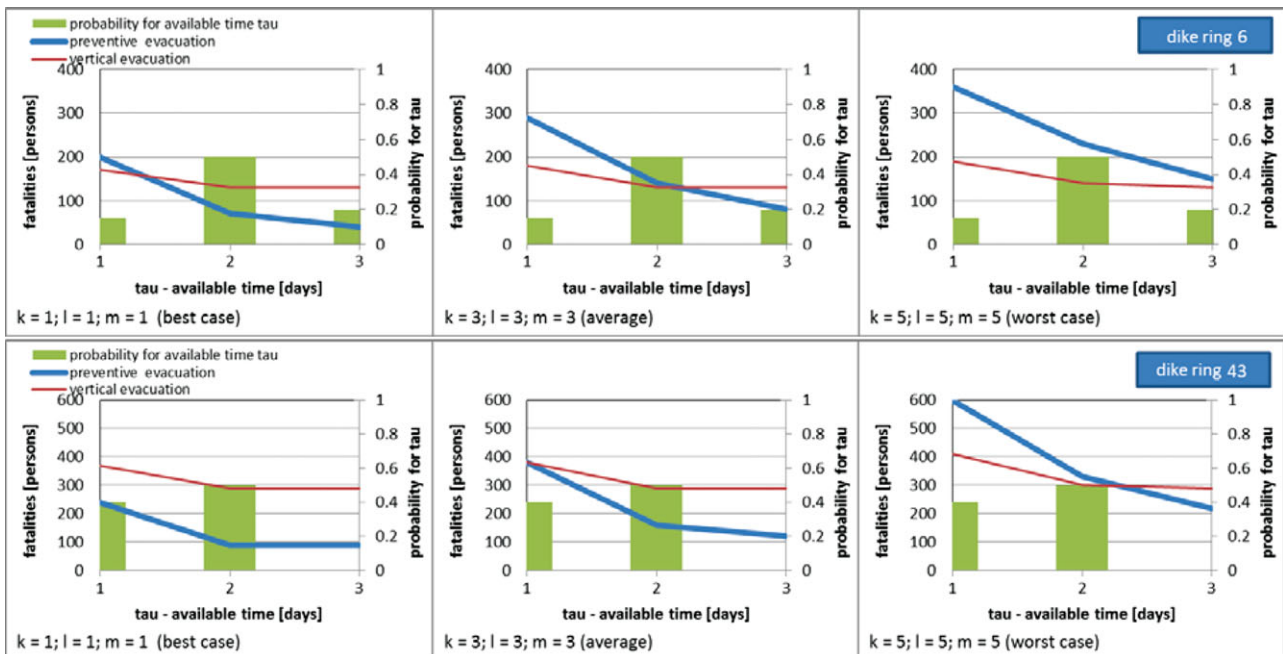 probability for available time tau
preventive evacuation
vertical evacuation
dike ring 6
400
300
200
100
0
1
0.8
0.6
0.4
0.2
0
fatalities [persons]
probability for tau
1 2 3
tau - available time [days]
k = 1; l = 1; m = 1 (best case)
400
300
200
100
0
1
0.8
0.6
0.4
0.2
0
fatalities [persons]
probability for tau
1 2 3
tau - available time [days]
k = 3; l = 3; m = 3 (average)
400
300
200
100
0
1
0.8
0.6
0.4
0.2
0
fatalities [persons]
probability for tau
1 2 3
tau - available time [days]
k = 5; l = 5; m = 5 (worst case)
probability for available time tau
preventive evacuation
vertical evacuation
dike ring 43
600
500
400
300
200
100
0
1
0.8
0.6
0.4
0.2
0
fatalities [persons]
probability for tau
1 2 3
tau - available time [days]
k = 1; l = 1; m = 1 (best case)
600
500
400
300
200
100
0
1
0.8
0.6
0.4
0.2
0
fatalities [persons]
probability for tau
1 2 3
tau - available time [days]
k = 3; l = 3; m = 3 (average)
600
500
400
300
200
100
0
1
0.8
0.6
0.4
0.2
0
fatalities [persons]
probability for tau
1 2 3
tau - available time [days]
k = 5; l = 5; m = 5 (worst case)